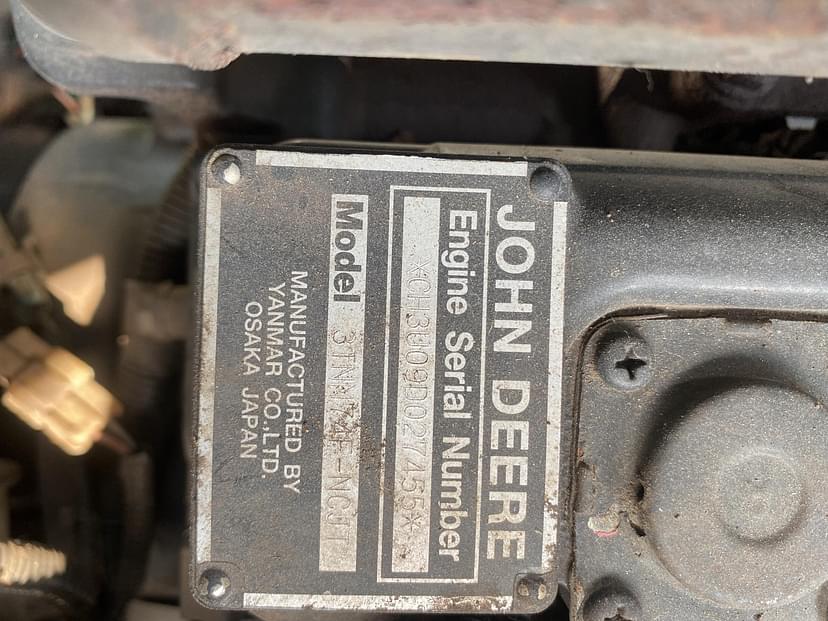 JOHN DEERE
Engine Serial Number
*CH3009D027455*
Model
MANUFACTURED BY
YANMAR CO.,LTD.
OSAKA JAPAN